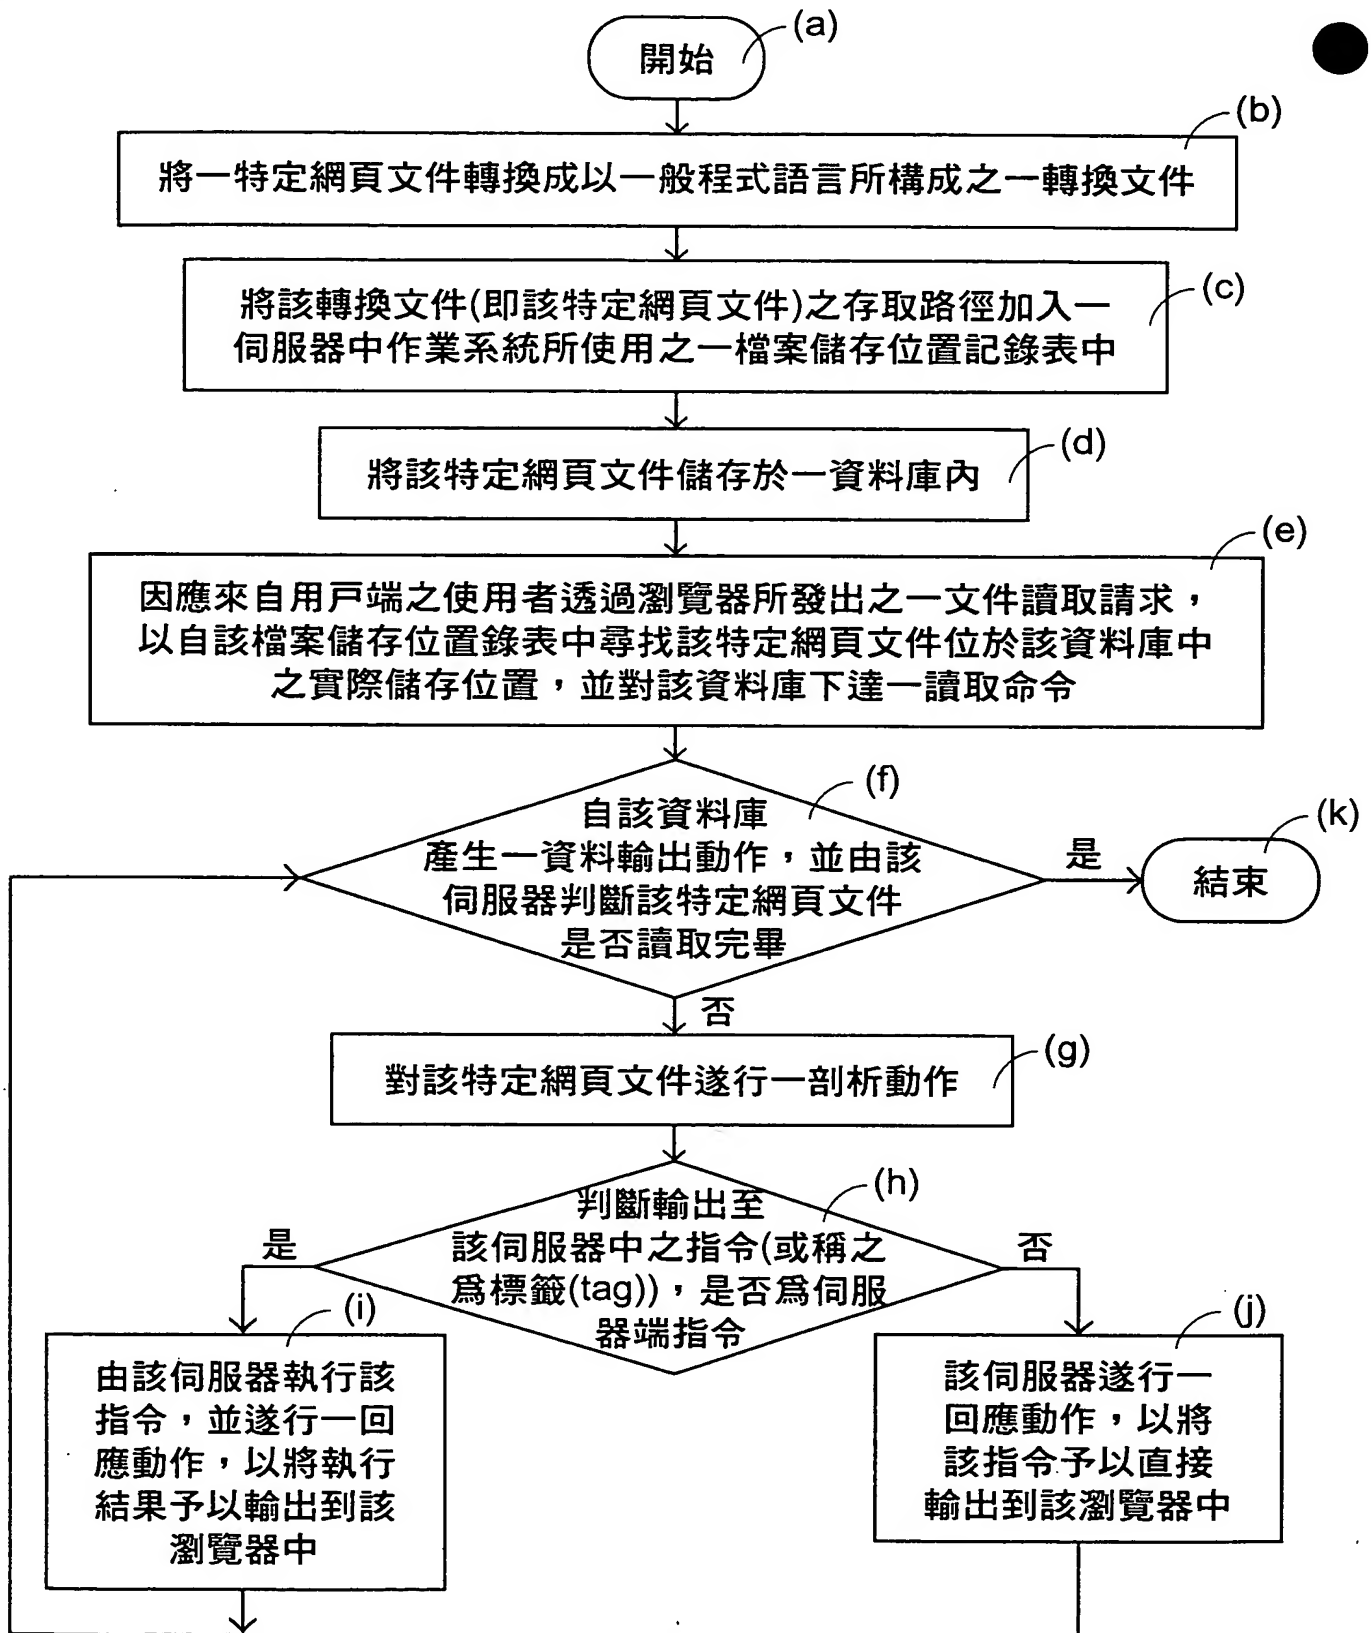 (a)
開始
(b)
將一特定網頁文件轉換成以一般程式語言所構成之一轉換文件
(c)
將該轉換文件(即該特定網頁文件)之存取路徑加入一
伺服器中作業系統所使用之一檔案儲存位置記錄表中
(d)
將該特定網頁文件儲存於一資料庫內
(e)
因應來自用戶端之使用者透過瀏覽器所發出之一文件讀取請求，
以自該檔案儲存位置錄表中尋找該特定網頁文件位於該資料庫中
之實際儲存位置，並對該資料庫下達一讀取命令
(f)
自該資料庫
產生一資料輸出動作，並由該
伺服器判斷該特定網頁文件
是否讀取完畢
是
(k)
結束
否
(g)
對該特定網頁文件遂行一剖析動作
(h)
判斷輸出至
該伺服器中之指令(或稱之
爲標籤(tag))，是否爲伺服
器端指令
是
否
(i)
由該伺服器執行該
指令，並遂行一回
應動作，以將執行
結果予以輸出到該
瀏覽器中
(j)
該伺服器遂行一
回應動作，以將
該指令予以直接
輸出到該瀏覽器中